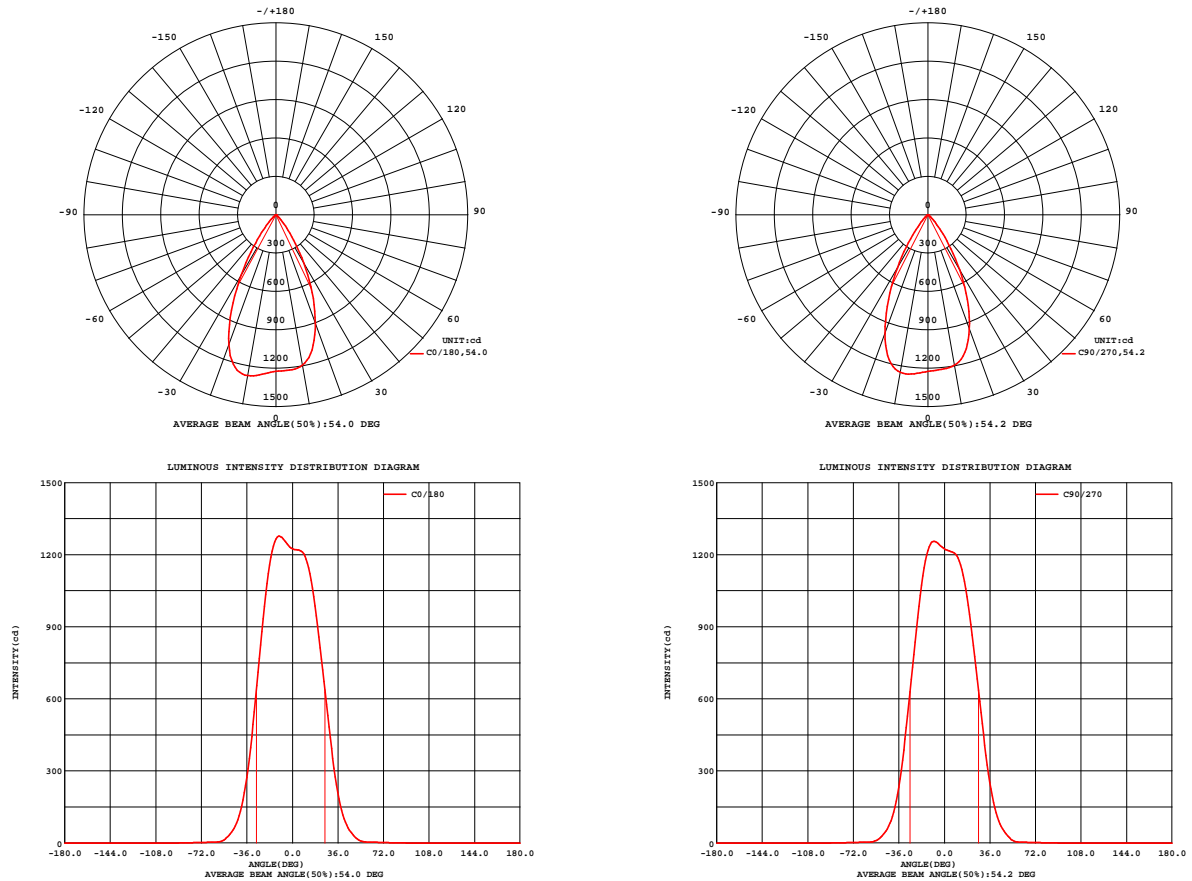 -/+180
-150
150
-120
120
-90
90
-60
60
-30
30
0
0
300
600
900
1200
1500
UNIT:cd
C0/180,54.0
AVERAGE BEAM ANGLE(50%):54.0 DEG
-/+180
-150
150
-120
120
-90
90
-60
60
-30
30
0
0
300
600
900
1200
1500
UNIT:cd
C90/270,54.2
AVERAGE BEAM ANGLE(50%):54.2 DEG
LUMINOUS INTENSITY DISTRIBUTION DIAGRAM
C0/180
1500
1200
900
600
300
0
INTENSITY(cd)
-180.0 -144.0 -108.0 -72.0 -36.0 0.0 36.0 72.0 108.0 144.0 180.0
ANGLE(DEG)
AVERAGE BEAM ANGLE(50%):54.0 DEG
LUMINOUS INTENSITY DISTRIBUTION DIAGRAM
C90/270
1500
1200
900
600
300
0
INTENSITY(cd)
-180.0 -144.0 -108.0 -72.0 -36.0 0.0 36.0 72.0 108.0 144.0 180.0
ANGLE(DEG)
AVERAGE BEAM ANGLE(50%):54.2 DEG